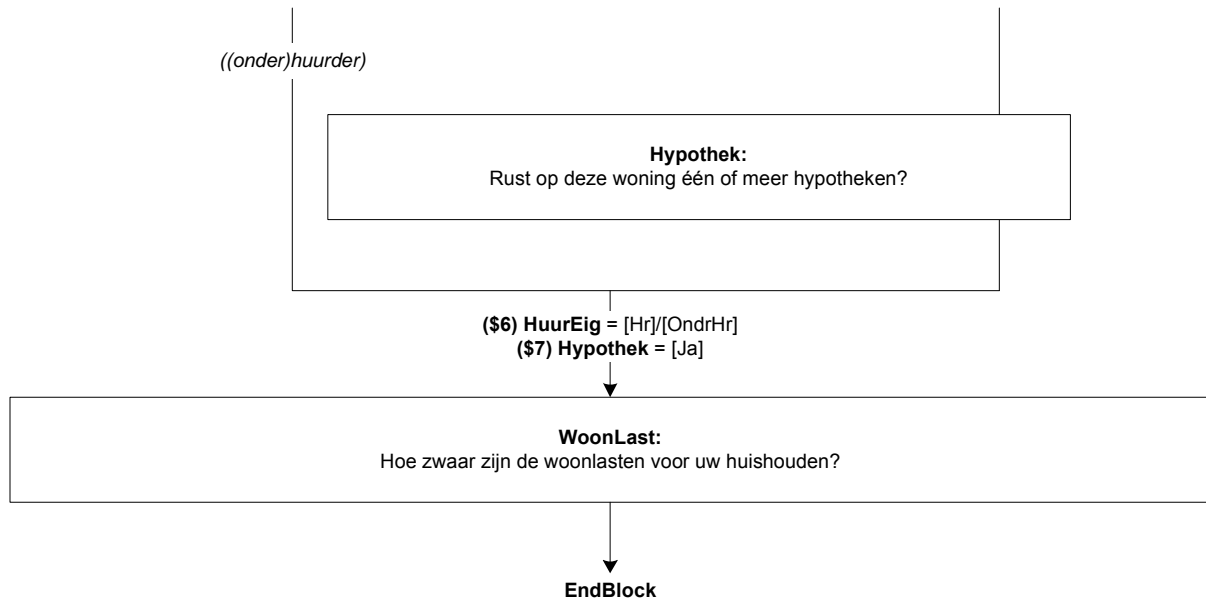 ((onder)huurder)
Hypothek:
Rust op deze woning één of meer hypotheken?
($6) HuurEig = [Hr]/[OndrHr]
($7) Hypothek = [Ja]
WoonLast:
Hoe zwaar zijn de woonlasten voor uw huishouden?
EndBlock